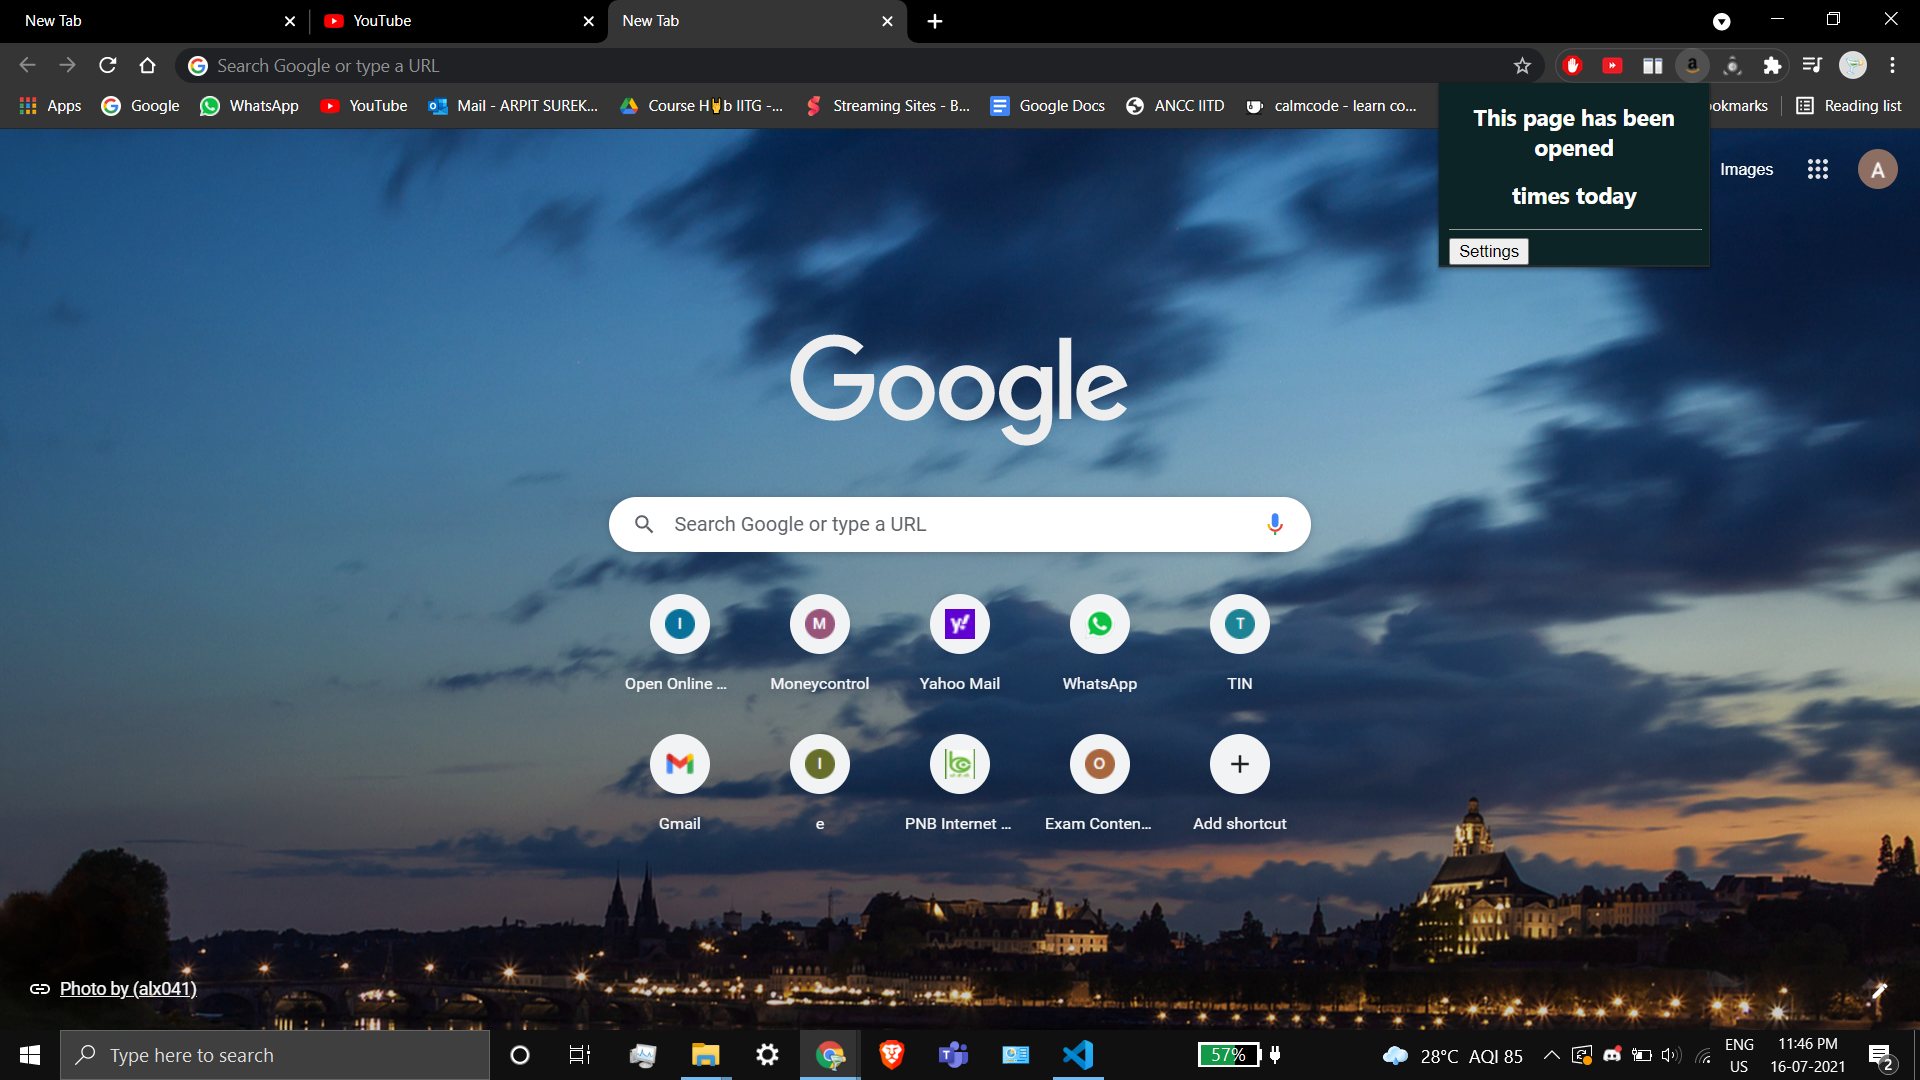 New Tab
YouTube
New Tab
Search Google or type a URL
Apps
Google
WhatsApp
YouTube
Mail - ARPIT SUREK...
Course H b IITG -...
Streaming Sites - B...
Google Docs
ANCC IITD
calmcode - learn co...
ookmarks
Reading list
This page has been
opened
times today
Settings
Images
A
Google
Search Google or type a URL
I
M
y!
T
Open Online ...
Moneycontrol
Yahoo Mail
WhatsApp
TIN
I
O
Gmail
e
PNB Internet ...
Exam Conten...
Add shortcut
Photo by (alx041)
Type here to search
57%
28°C AQI 85
ENG
US
11:46 PM
16-07-2021
2